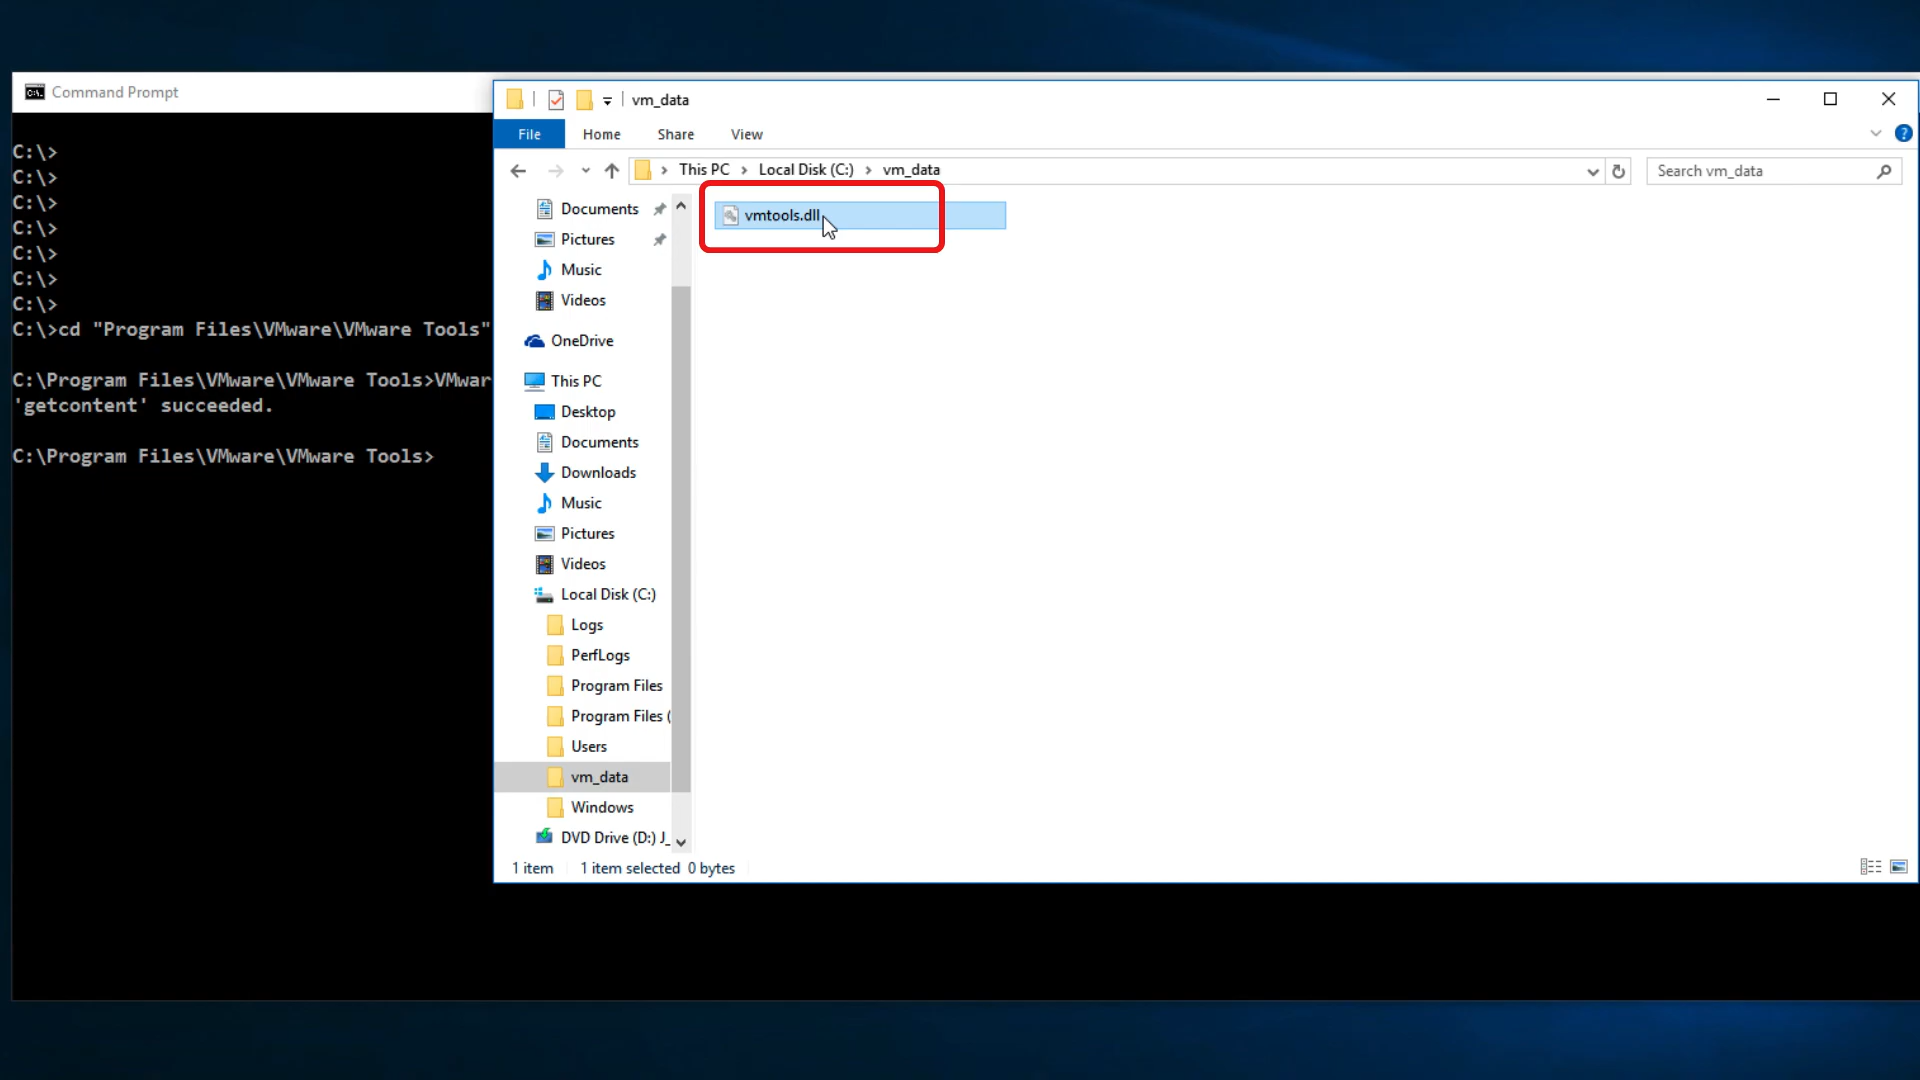 Command Prompt
C:\>
C:\>
C:\>
C:\>
C:\>
C:\>
C:\>
C:\>cd "Program Files\VMware\VMware Tools"
C:\Program Files\VMware\VMware Tools>VMwar
'getcontent' succeeded.
C:\Program Files\VMware\VMware Tools>
vm_data
File Home Share View
This PC > Local Disk (C:) > vm_data
Search vm_data
Documents
Pictures
Music
Videos
OneDrive
This PC
Desktop
Documents
Downloads
Music
Pictures
Videos
Local Disk (C:)
Logs
PerfLogs
Program Files
Program Files (
Users
vm_data
Windows
DVD Drive (D:) J_
vmtools.dll
1 item 1 item selected 0 bytes